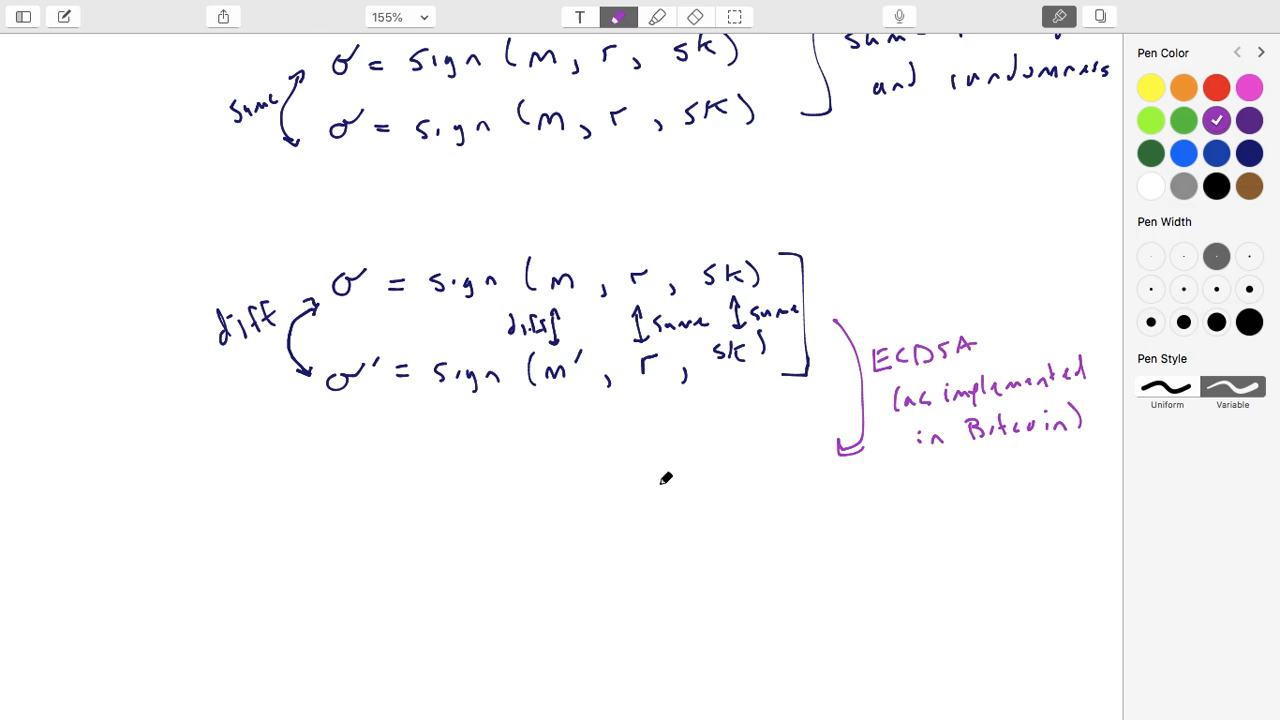 155%
T
σ = sign (m, r, sk)
same
and randomness
σ = sign (m, r, sk)
σ = sign (m, r, sk)
diff
diff same same
σ' = sign (m', r, sk)
ECDSA
(as implemented
in Bitcoin)
Pen Color
Pen Width
Pen Style
Uniform Variable